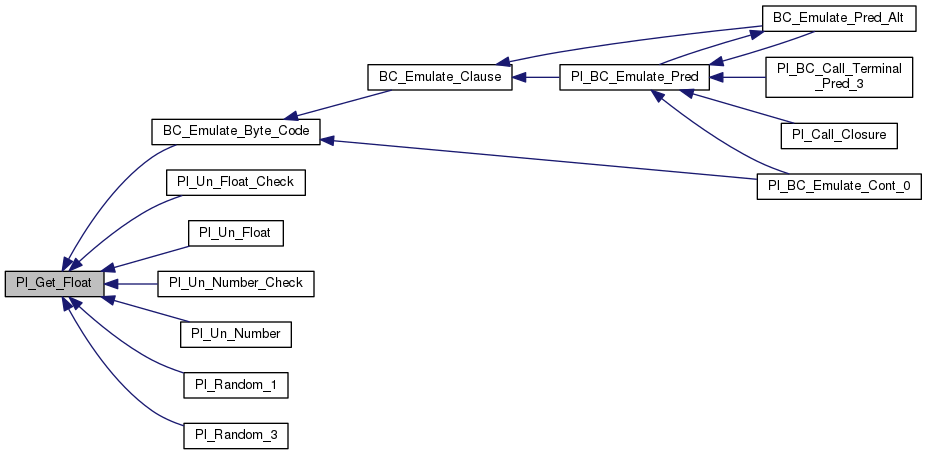 BC_Emulate_Pred_Alt
BC_Emulate_Clause
Pl_BC_Emulate_Pred
Pl_BC_Call_Terminal
_Pred_3
BC_Emulate_Byte_Code
Pl_Call_Closure
Pl_Un_Float_Check
Pl_BC_Emulate_Cont_0
Pl_Un_Float
Pl_Get_Float
Pl_Un_Number_Check
Pl_Un_Number
Pl_Random_1
Pl_Random_3